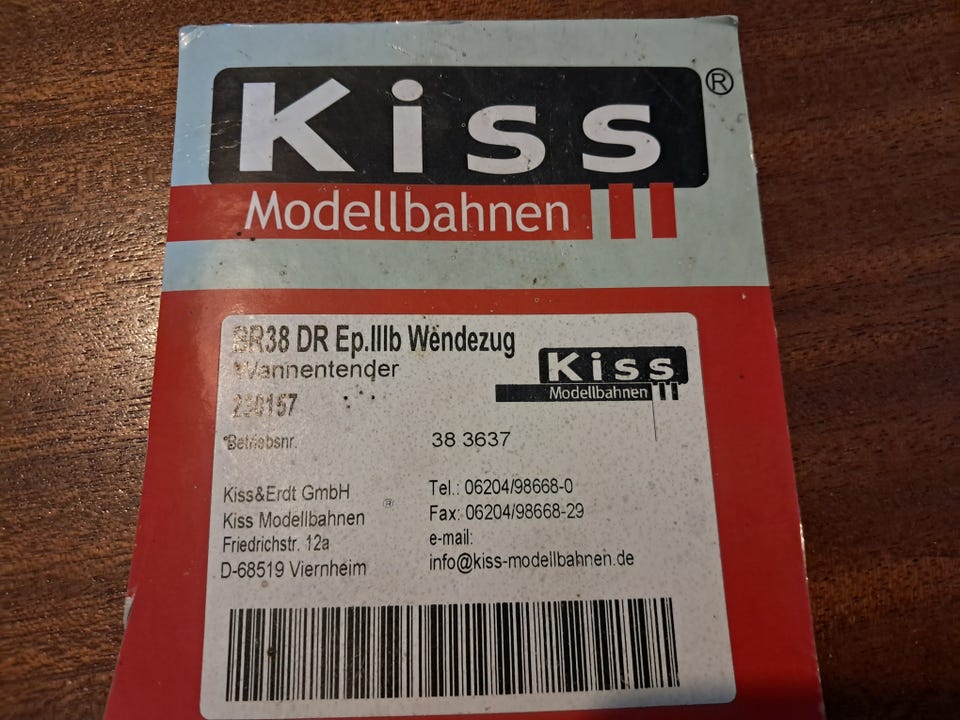 Kiss®
Modellbahnen
BR38 DR Ep.IIIb Wendezug
Wannentender
Kiss
Modellbahnen
Betriebsnr. 38 3637
Kiss&Erdt GmbH
Kiss Modellbahnen ®
Friedrichstr. 12a
D-68519 Viernheim
Tel.: 06204/98668-0
Fax: 06204/98668-29
e-mail:
info@kiss-modellbahnen.de